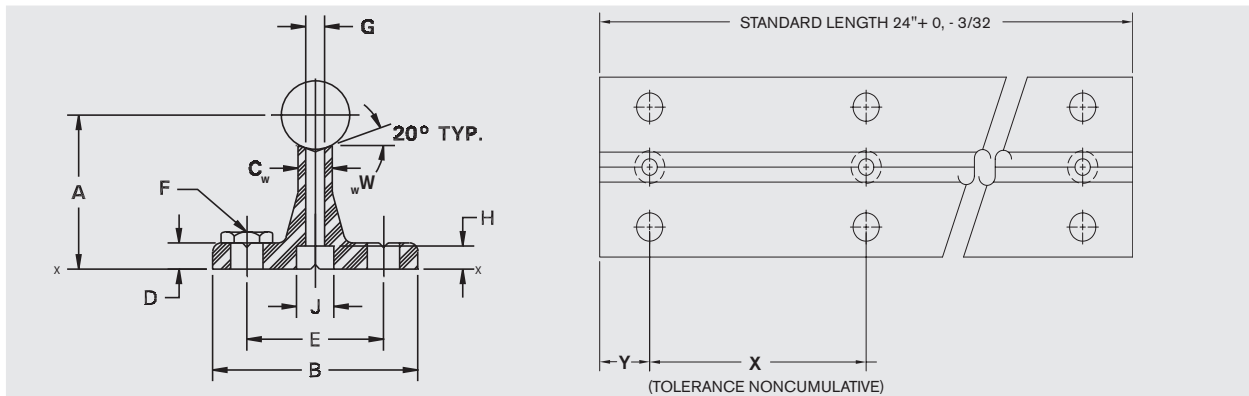 G
STANDARD LENGTH 24"+ 0, - 3/32
20° TYP.
A
Cw
wW
F
H
x
x
D
J
E
B
Y
X
(TOLERANCE NONCUMULATIVE)